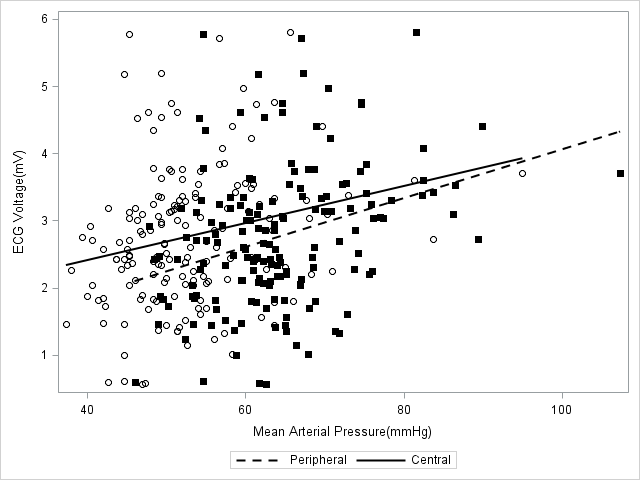 6
5
4
3
2
1
ECG Voltage(mV)
40 60 80 100
Mean Arterial Pressure(mmHg)
Peripheral Central